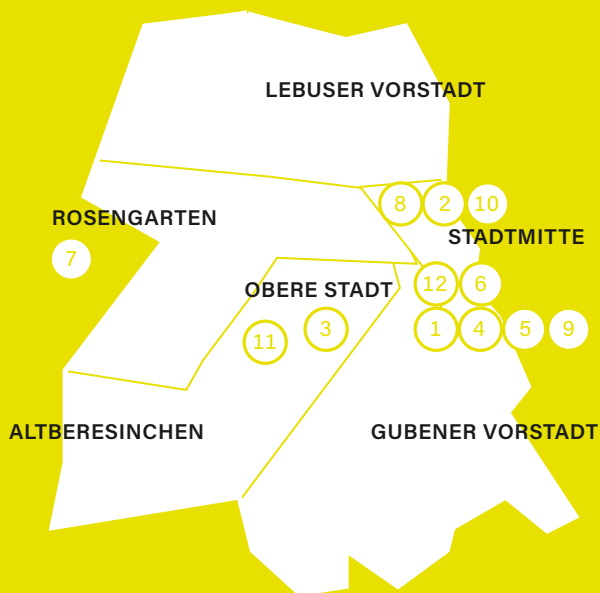 LEBUSER VORSTADT
8 2 10
ROSENGARTEN
STADTMITTE
7
12 6
OBERE STADT
11 3
1 4 5 9
ALTBERESINCHEN
GUBENER VORSTADT